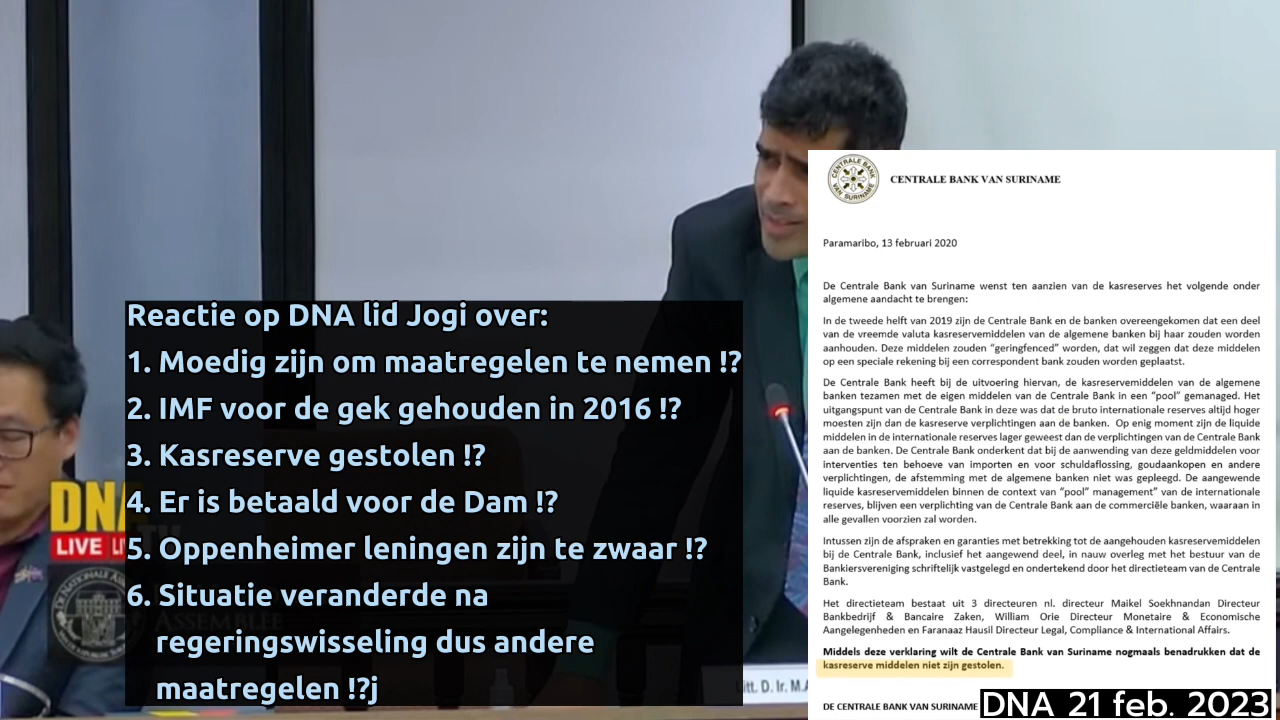 Reactie op DNA lid Jogi over:
1. Moedig zijn om maatregelen te nemen !?
2. IMF voor de gek gehouden in 2016 !?
3. Kasreserve gestolen !?
4. Er is betaald voor de Dam !?
5. Oppenheimer leningen zijn te zwaar !?
6. Situatie veranderde na
regeringswisseling dus andere
maatregelen !?j
DNA
LIVE
CENTRALE BANK VAN SURINAME
CENTRALE BANK VAN SURINAME
Paramaribo, 13 februari 2020
De Centrale Bank van Suriname wenst ten aanzien van de kasreserves het volgende onder
algemene aandacht te brengen:
In de tweede helft van 2019 zijn de Centrale Bank en de banken overeengekomen dat een deel
van de vreemde valuta kasreservemiddelen van de algemene banken bij haar zouden worden
aanhouden. Deze middelen zouden “geringfenced” worden, dat wil zeggen dat deze middelen
op een speciale rekening bij een correspondent bank zouden worden geplaatst.
De Centrale Bank heeft bij de uitvoering hiervan, de kasreservemiddelen van de algemene
banken tezamen met de eigen middelen van de Centrale Bank in een “pool” gemanaged. Het
uitgangspunt van de Centrale Bank in deze was dat de bruto internationale reserves altijd hoger
moesten zijn dan de kasreserve verplichtingen aan de banken. Op enig moment zijn de liquide
middelen in de internationale reserves lager geweest dan de verplichtingen van de Centrale Bank
aan de banken. De Centrale Bank onderkent dat bij de aanwending van deze geldmiddelen voor
interventies ten behoeve van importen en voor schuldaflossing, goudaankopen en andere
verplichtingen, de afstemming met de algemene banken niet was gepleegd. De aangewende
liquide kasreservemiddelen binnen de context van “pool” management” van de internationale
reserves, blijven een verplichting van de Centrale Bank aan de commerciële banken, waaraan in
alle gevallen voorzien zal worden.
Intussen zijn de afspraken en garanties met betrekking tot de aangehouden kasreservemiddelen
bij de Centrale Bank, inclusief het aangewend deel, in nauw overleg met het bestuur van de
Bankiersvereniging schriftelijk vastgelegd en ondertekend door het directieteam van de Centrale
Bank.
Het directieteam bestaat uit 3 directeuren nl. directeur Maikel Soekhnandan Directeur
Bankbedrijf & Bancaire Zaken, William Orie Directeur Monetaire & Economische
Aangelegenheden en Faranaaz Hausil Directeur Legal, Compliance & International Affairs.
Middels deze verklaring wilt de Centrale Bank van Suriname nogmaals benadrukken dat de
kasreserve middelen niet zijn gestolen.
DE CENTRALE BANK VAN SURINAME
DNA 21 feb. 2023